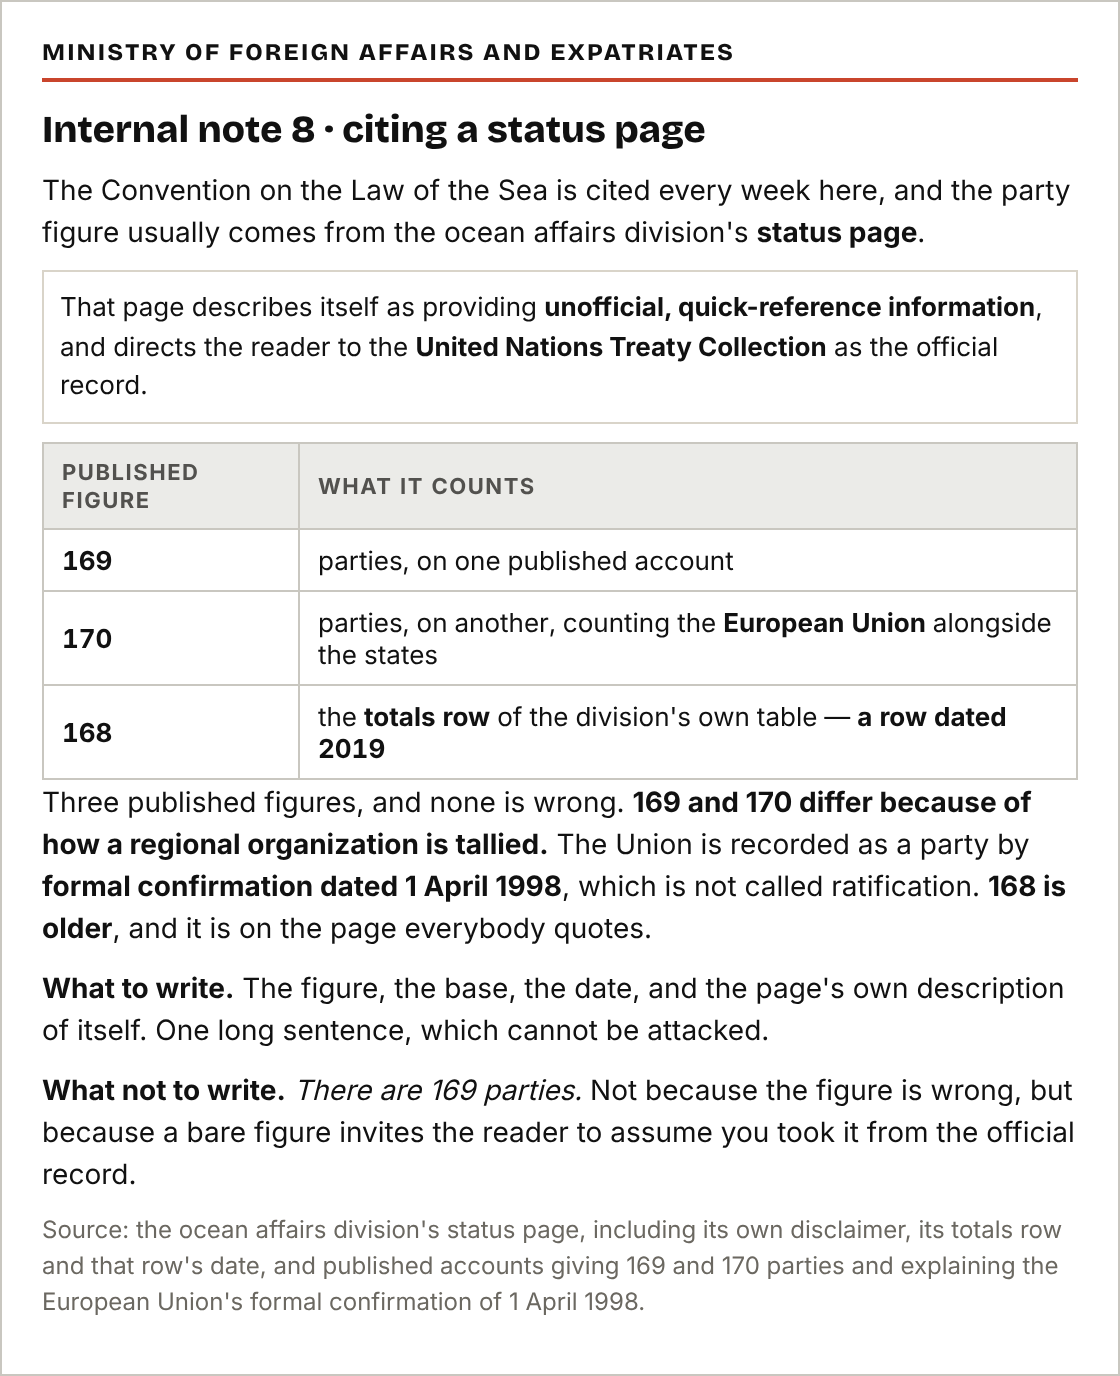 MINISTRY OF FOREIGN AFFAIRS AND EXPATRIATES
Internal note 8 · citing a status page
The Convention on the Law of the Sea is cited every week here, and the party
figure usually comes from the ocean affairs division's status page.
That page describes itself as providing unofficial, quick-reference information,
and directs the reader to the United Nations Treaty Collection as the official
record.
PUBLISHED
FIGURE
WHAT IT COUNTS
169
parties, on one published account
170
parties, on another, counting the European Union alongside
the states
168
the totals row of the division's own table — a row dated
2019
Three published figures, and none is wrong. 169 and 170 differ because of
how a regional organization is tallied. The Union is recorded as a party by
formal confirmation dated 1 April 1998, which is not called ratification. 168 is
older, and it is on the page everybody quotes.
What to write. The figure, the base, the date, and the page's own description
of itself. One long sentence, which cannot be attacked.
What not to write. There are 169 parties. Not because the figure is wrong, but
because a bare figure invites the reader to assume you took it from the official
record.
Source: the ocean affairs division's status page, including its own disclaimer, its totals row
and that row's date, and published accounts giving 169 and 170 parties and explaining the
European Union's formal confirmation of 1 April 1998.